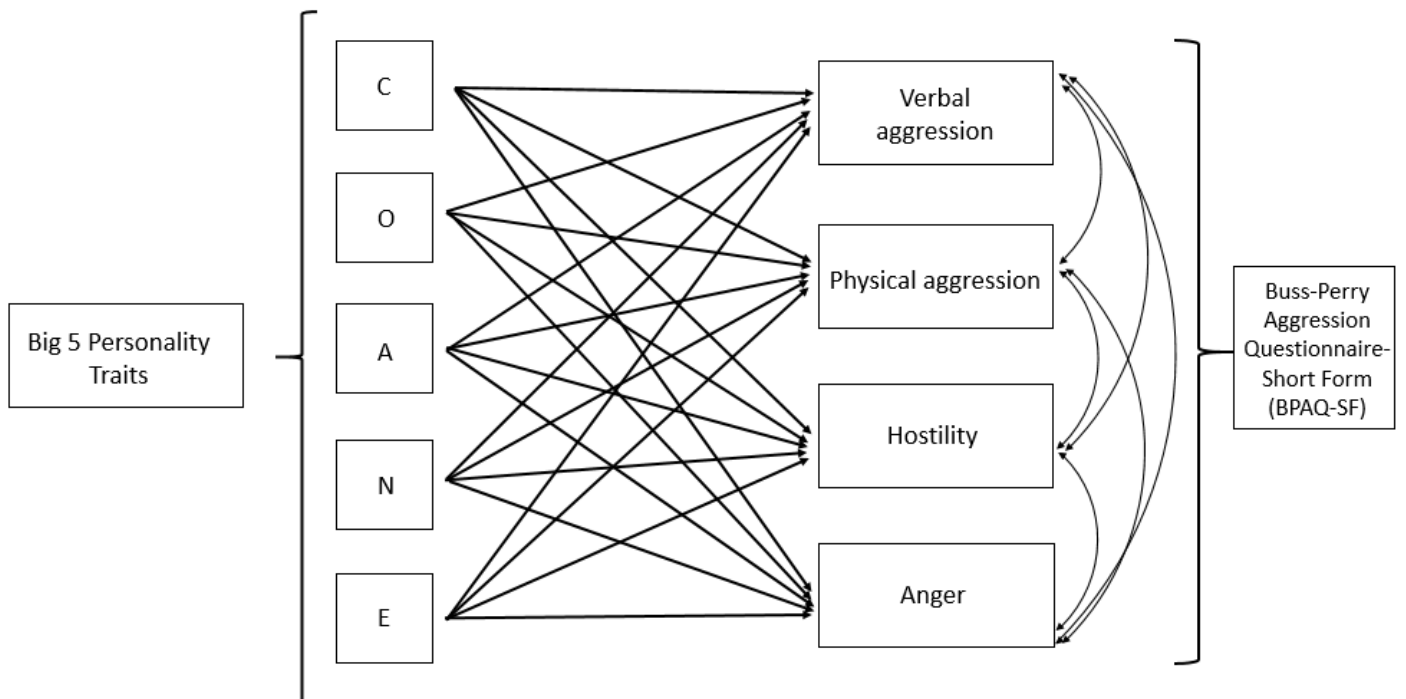 Big 5 Personality
Traits
C
O
A
N
E
Verbal
aggression
Physical aggression
Hostility
Anger
Buss-Perry
Aggression
Questionnaire-
Short Form
(BPAQ-SF)